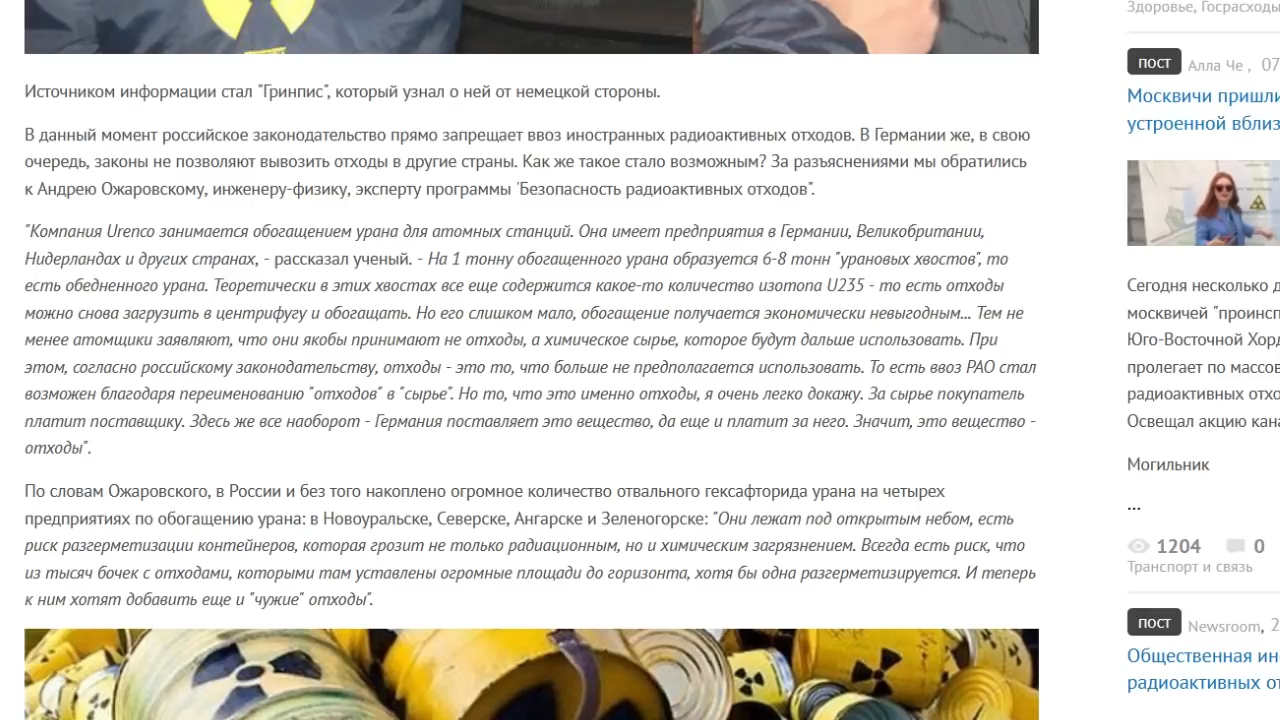 Источником информации стал "Гринпис", который узнал о ней от немецкой стороны.
В данный момент российское законодательство прямо запрещает ввоз иностранных радиоактивных отходов. В Германии же, в свою
очередь, законы не позволяют вывозить отходы в другие страны. Как же такое стало возможным? За разъяснениями мы обратились
к Андрею Ожаровскому, инженеру-физику, эксперту программы 'Безопасность радиоактивных отходов".
"Компания Urenco занимается обогащением урана для атомных станций. Она имеет предприятия в Германии, Великобритании,
Нидерландах и других странах, - рассказал ученый. - На 1 тонну обогащенного урана образуется 6-8 тонн "урановых хвостов", то
есть обедненного урана. Теоретически в этих хвостах все еще содержится какое-то количество изотопа U235 - то есть отходы
можно снова загрузить в центрифугу и обогащать. Но его слишком мало, обогащение получается экономически невыгодным... Тем не
менее атомщики заявляют, что они якобы принимают не отходы, а химическое сырье, которое будут дальше использовать. При
этом, согласно российскому законодательству, отходы - это то, что больше не предполагается использовать. То есть ввоз РАО стал
возможен благодаря переименованию "отходов" в "сырье". Но то, что это именно отходы, я очень легко докажу. За сырье покупатель
платит поставщику. Здесь же все наоборот - Германия поставляет это вещество, да еще и платит за него. Значит, это вещество -
отходы".
По словам Ожаровского, в России и без того накоплено огромное количество отвального гексафторида урана на четырех
предприятиях по обогащению урана: в Новоуральске, Северске, Ангарске и Зеленогорске: "Они лежат под открытым небом, есть
риск разгерметизации контейнеров, которая грозит не только радиационным, но и химическим загрязнением. Всегда есть риск, что
из тысяч бочек с отходами, которыми там уставлены огромные площади до горизонта, хотя бы одна разгерметизируется. И теперь
к ним хотят добавить еще и "чужие" отходы".
Здоровье, Госрасходы
ПОСТ Алла Че , 07
Москвичи пришли
устроенной вблиз
Сегодня несколько д
москвичей "проинсп
Юго-Восточной Хорд
пролегает по массов
радиоактивных отхо
Освещал акцию кана
Могильник
...
1204 0
Транспорт и связь
ПОСТ Newsroom, 2
Общественная ин
радиоактивных от